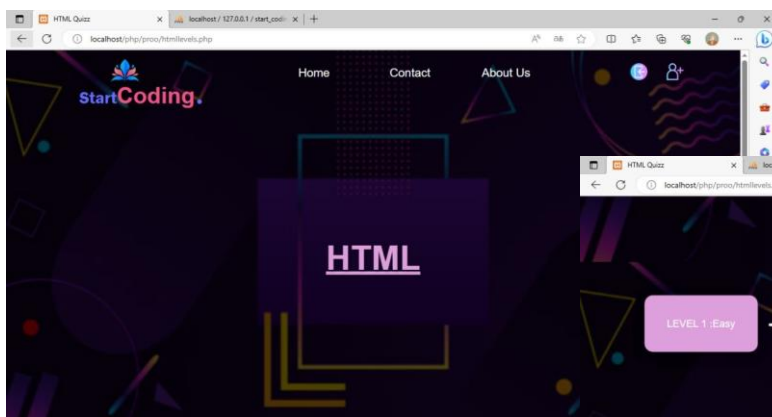 HTML Quizz
localhost / 127.0.0.1 / start_codin
localhost/php/proo/htmllevels.php
Home Contact About Us
StartCoding.
HTML
HTML Quizz
localhost/php/proo/htmllevels.
LEVEL 1 :Easy